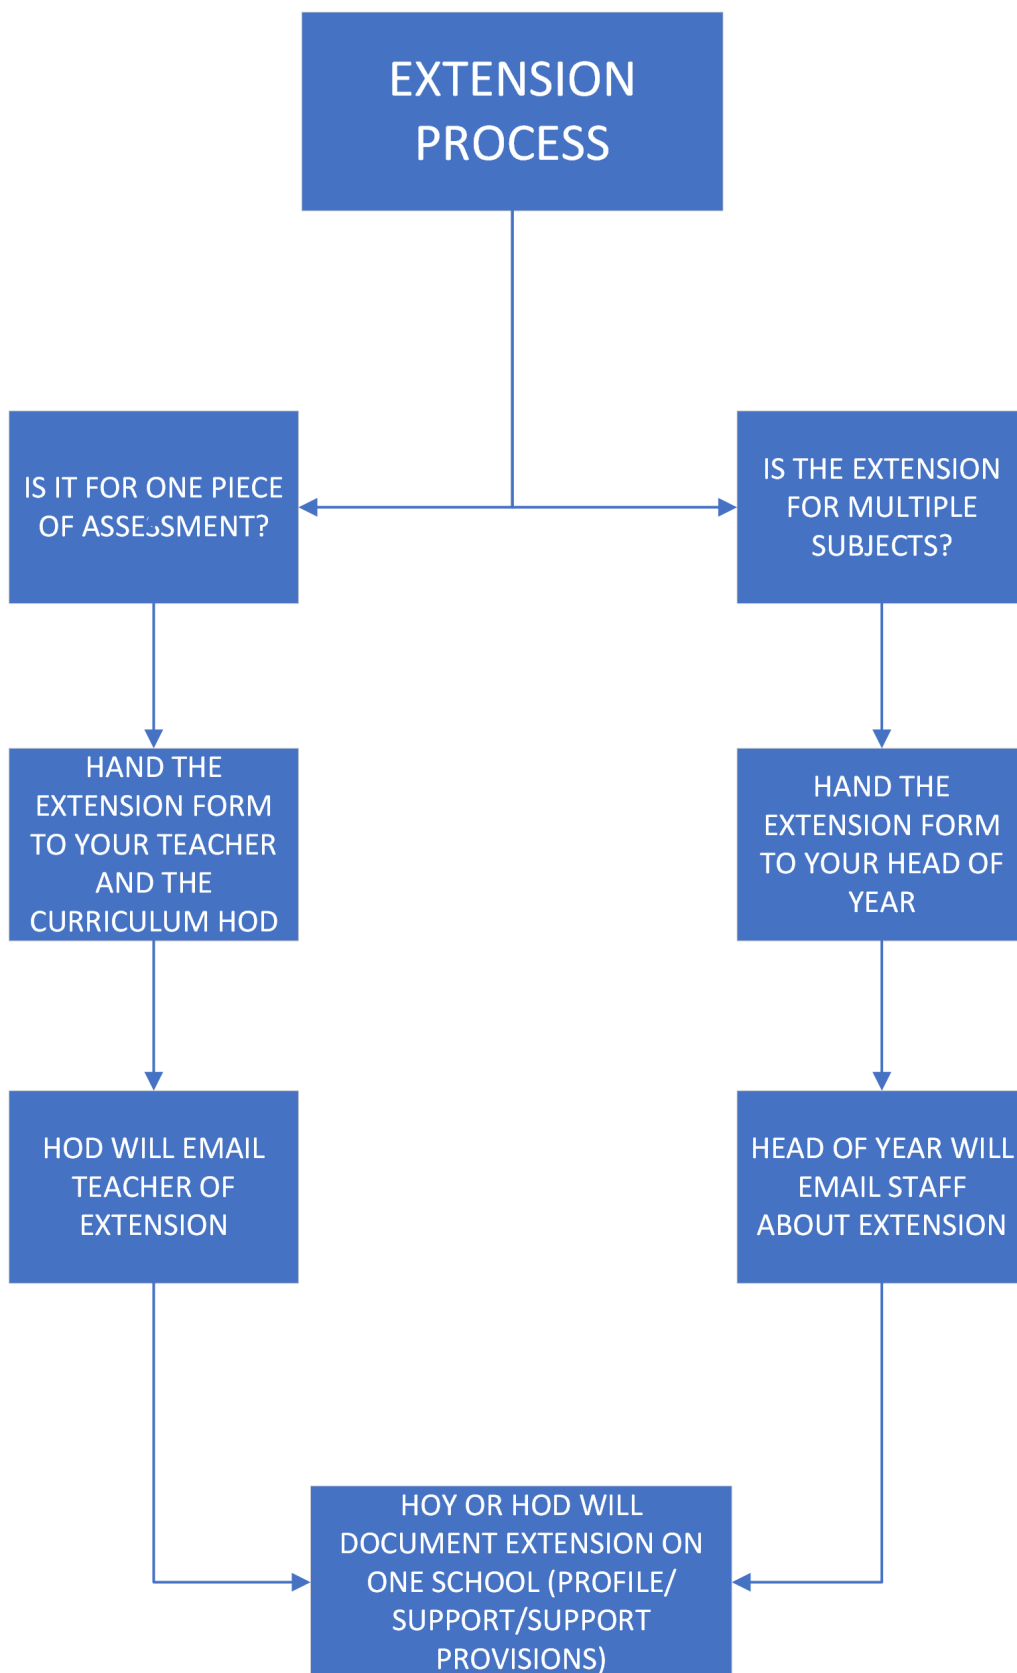 EXTENSION
PROCESS
IS IT FOR ONE PIECE
OF ASSESSMENT?
IS THE EXTENSION
FOR MULTIPLE
SUBJECTS?
HAND THE
EXTENSION FORM
TO YOUR TEACHER
AND THE
CURRICULUM HOD
HAND THE
EXTENSION FORM
TO YOUR HEAD OF
YEAR
HOD WILL EMAIL
TEACHER OF
EXTENSION
HEAD OF YEAR WILL
EMAIL STAFF
ABOUT EXTENSION
HOY OR HOD WILL
DOCUMENT EXTENSION ON
ONE SCHOOL (PROFILE/
SUPPORT/SUPPORT
PROVISIONS)